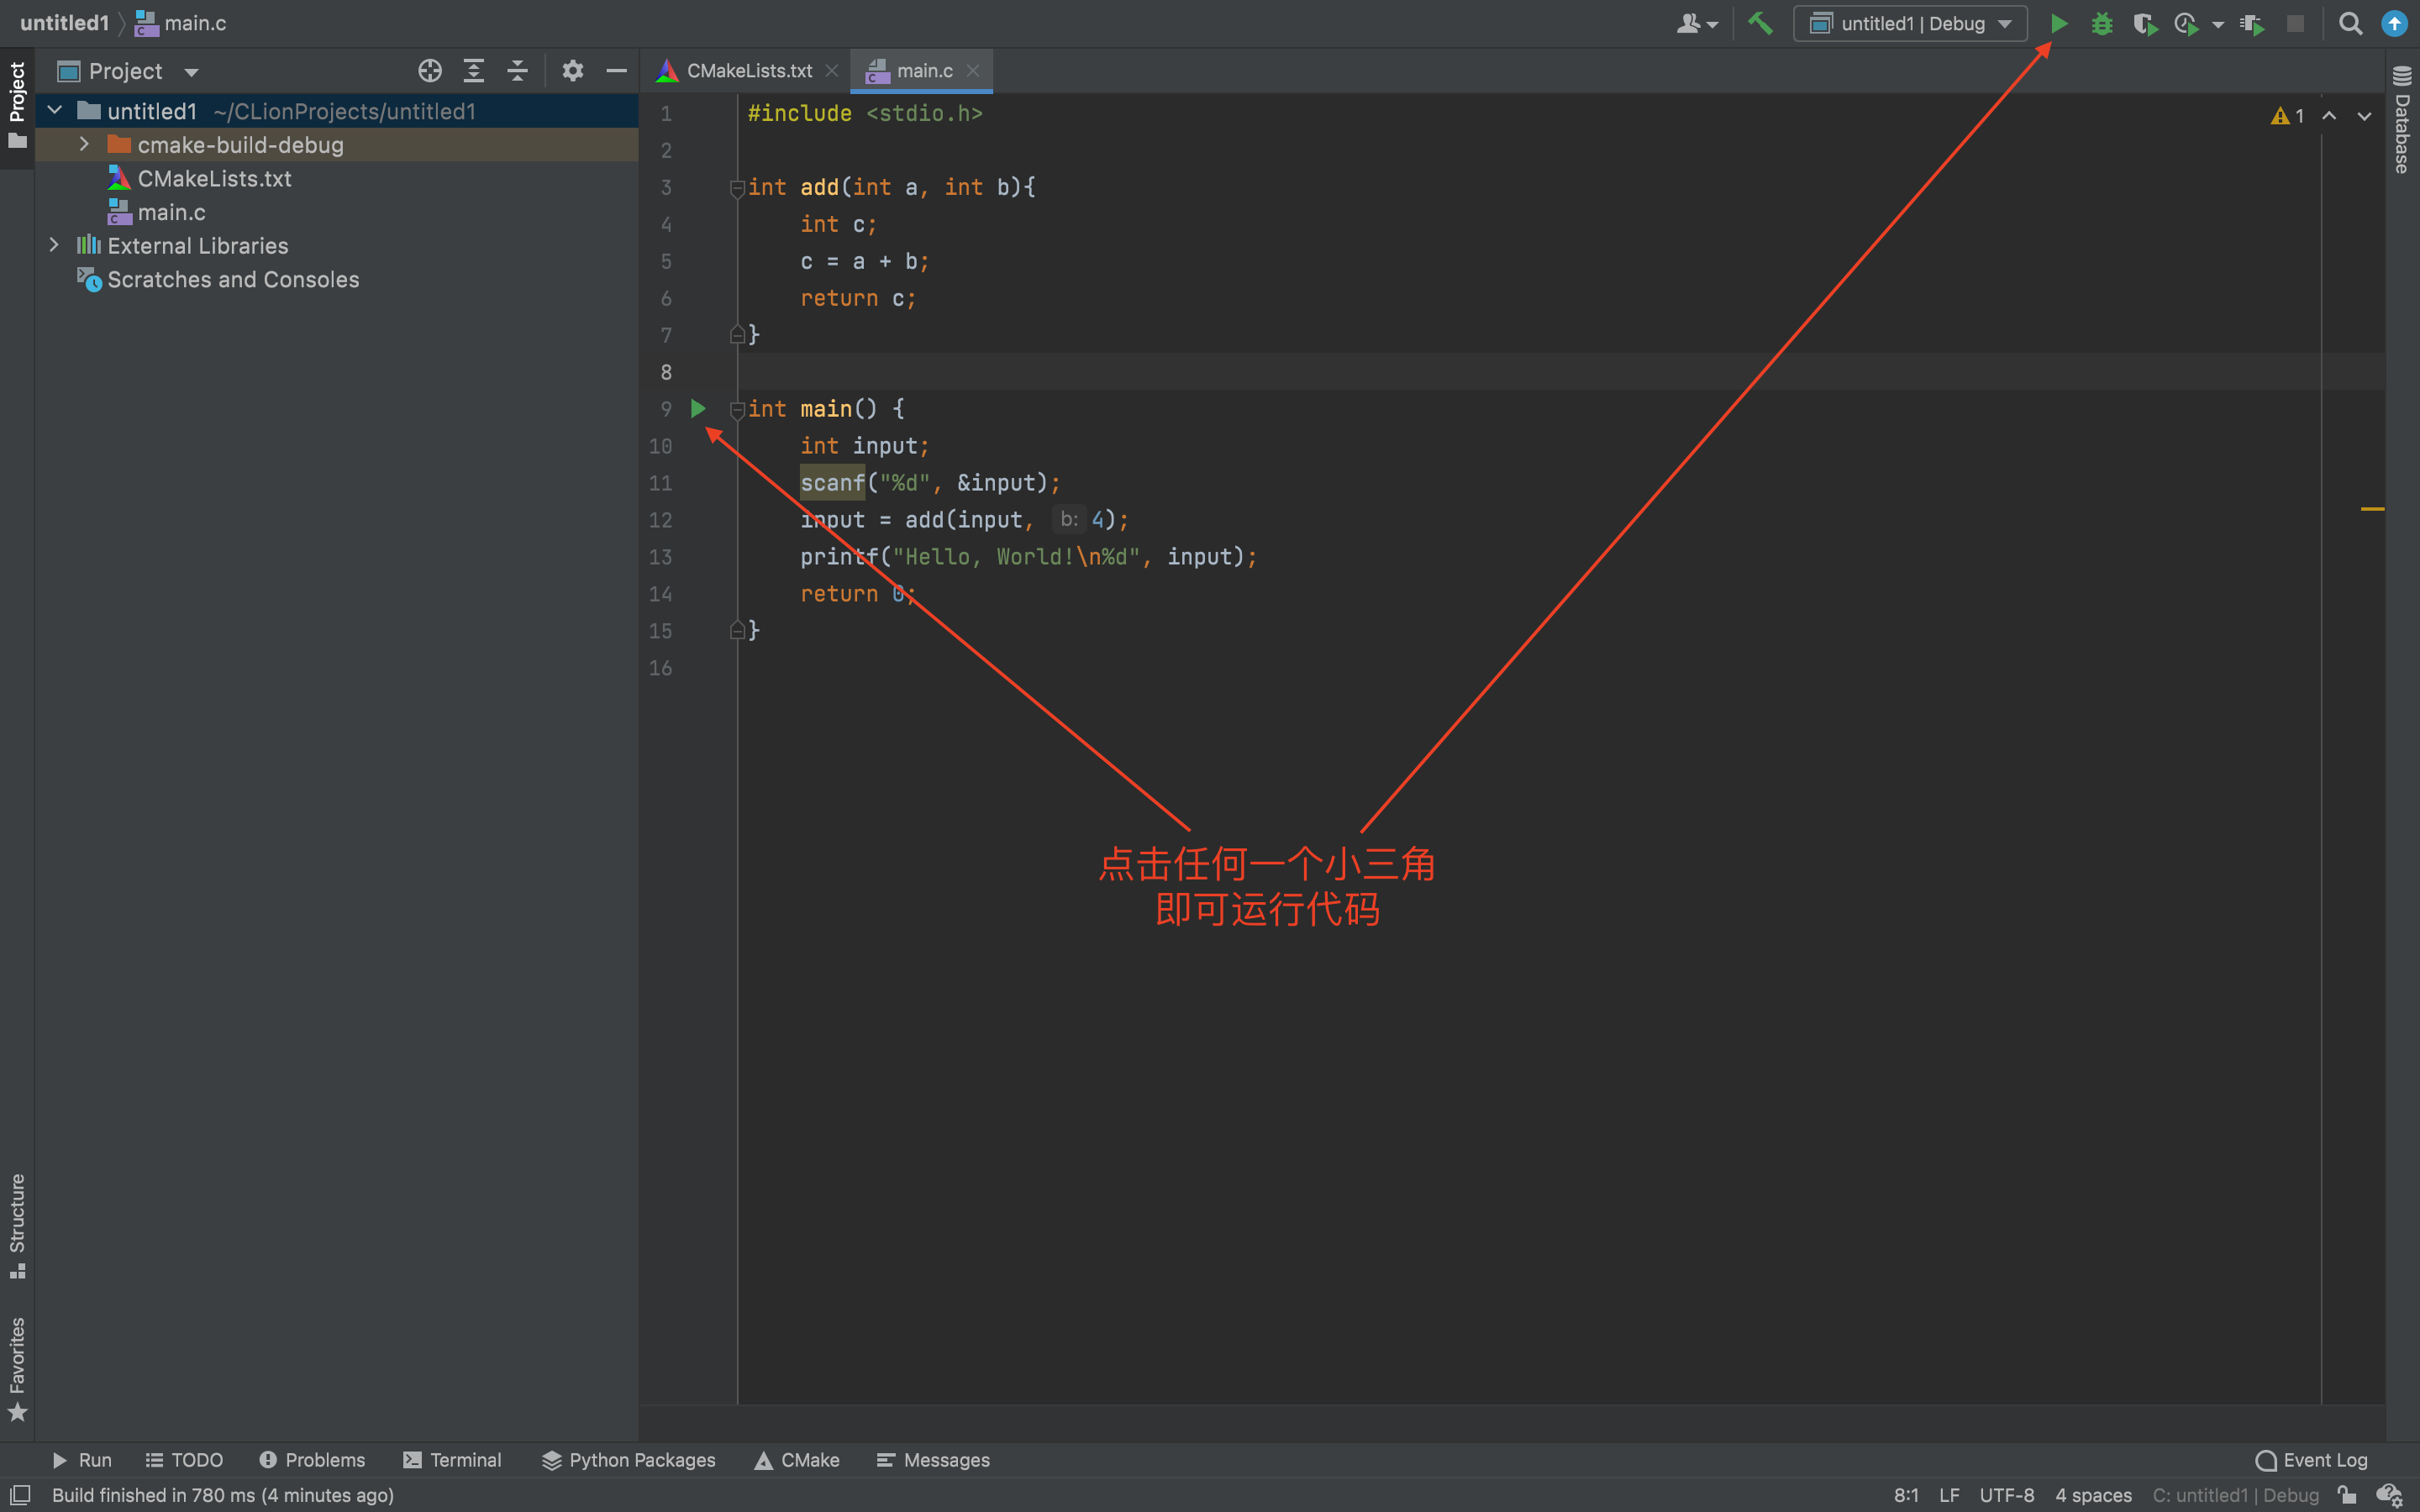 untitled1 main.c
untitled1 | Debug
Project
Project
Database
CMakeLists.txt
main.c
untitled1 ~/CLionProjects/untitled1
cmake-build-debug
CMakeLists.txt
main.c
External Libraries
Scratches and Consoles
1
1 #include <stdio.h>
2
3 int add(int a, int b){
4 int c;
5 c = a + b;
6 return c;
7 }
8
9 int main() {
10 int input;
11 scanf("%d", &input);
12 input = add(input, b: 4);
13 printf("Hello, World!\n%d", input);
14 return 0;
15 }
16
点击任何一个小三角
即可运行代码
Structure
Favorites
Run TODO Problems Terminal Python Packages CMake Messages Event Log
Build finished in 780 ms (4 minutes ago) 8:1 LF UTF-8 4 spaces C: untitled1 | Debug